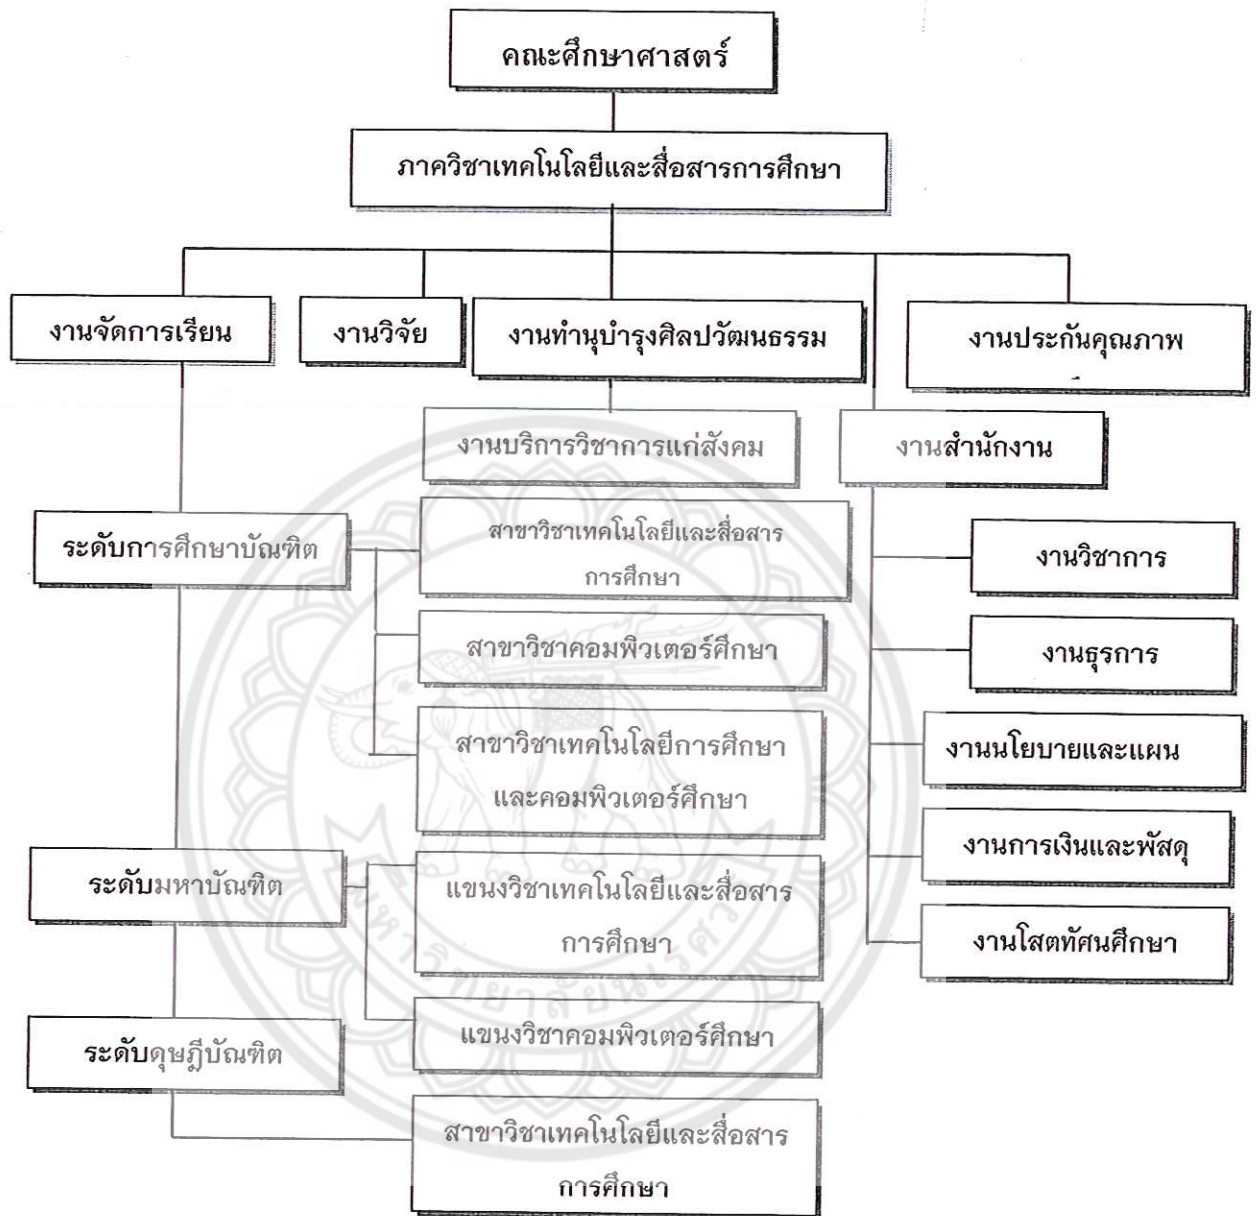 คณะศึกษาศาสตร์
ภาควิชาเทคโนโลยีและสื่อสารการศึกษา
งานจัดการเรียน
งานวิจัย
งานทำนุบำรุงศิลปวัฒนธรรม
งานประกันคุณภาพ
งานบริการวิชาการแก่สังคม
งานสำนักงาน
ระดับการศึกษาบัณฑิต
สาขาวิชาเทคโนโลยีและสื่อสาร
การศึกษา
งานวิชาการ
สาขาวิชาคอมพิวเตอร์ศึกษา
งานธุรการ
สาขาวิชาเทคโนโลยีการศึกษา
และคอมพิวเตอร์ศึกษา
งานนโยบายและแผน
งานการเงินและพัสดุ
ระดับมหาบัณฑิต
แขนงวิชาเทคโนโลยีและสื่อสาร
การศึกษา
งานโสตทัศนศึกษา
มหาวิทยาลัยนเรศวร
ระดับดุษฎีบัณฑิต
แขนงวิชาคอมพิวเตอร์ศึกษา
สาขาวิชาเทคโนโลยีและสื่อสาร
การศึกษา